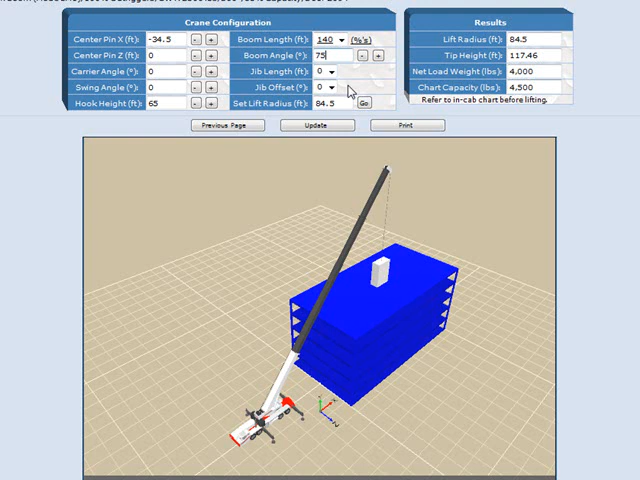 Crane Configuration
Center Pin X (ft): -34.5 - + Boom Length (ft): 140 (%'s)
Center Pin Z (ft): 0 - + Boom Angle (°): 75 - +
Carrier Angle (°): 0 - + Jib Length (ft): 0
Swing Angle (°): 0 - + Jib Offset (°): 0
Hook Height (ft): 65 - + Set Lift Radius (ft): 84.5 Go
Results
Lift Radius (ft): 84.5
Tip Height (ft): 117.46
Net Load Weight (lbs): 4,000
Chart Capacity (lbs): 4,500
Refer to in-cab chart before lifting.
Previous Page Update Print